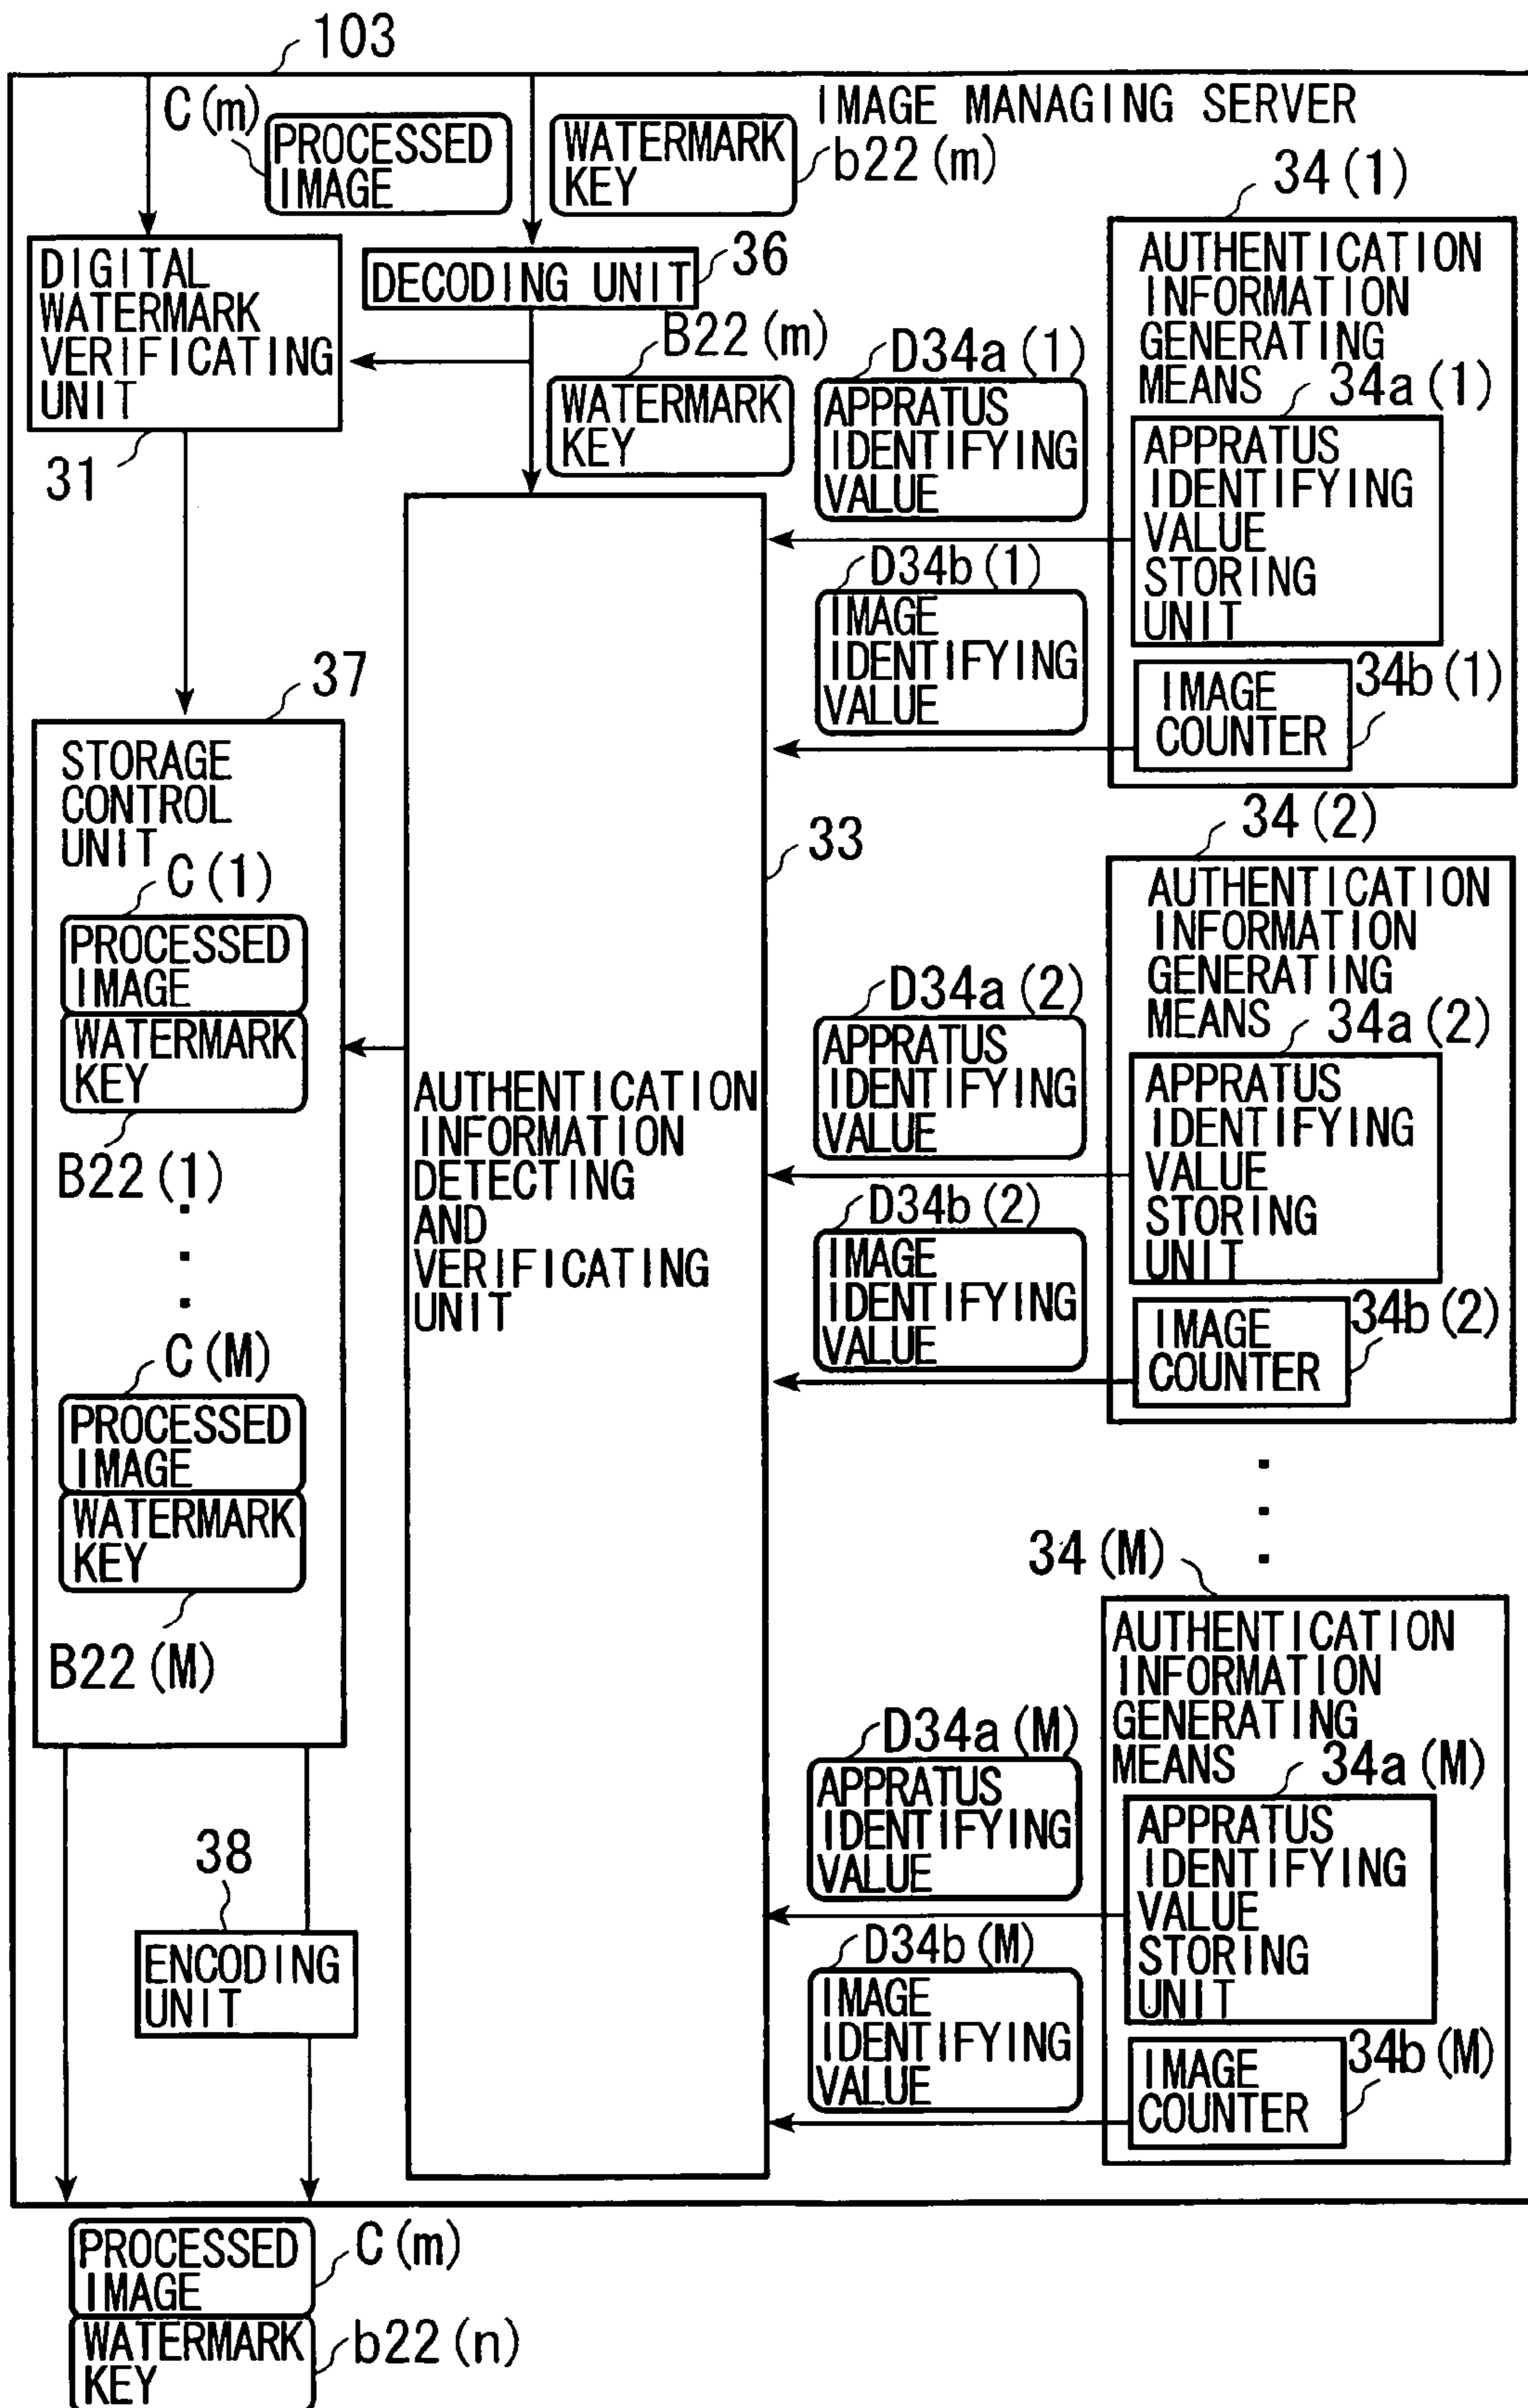 103
IMAGE MANAGING SERVER
C(m)
PROCESSED
IMAGE
WATERMARK
KEY
b22(m)
DIGITAL
WATERMARK
VERIFICATING
UNIT
31
DECODING UNIT
36
B22(m)
WATERMARK
KEY
34(1)
AUTHENTICATION
INFORMATION
GENERATING
MEANS
34a(1)
APPRATUS
IDENTIFYING
VALUE
STORING
UNIT
D34a(1)
APPRATUS
IDENTIFYING
VALUE
D34b(1)
IMAGE
IDENTIFYING
VALUE
34b(1)
IMAGE
COUNTER
37
STORAGE
CONTROL
UNIT
C(1)
PROCESSED
IMAGE
WATERMARK
KEY
B22(1)
C(M)
PROCESSED
IMAGE
WATERMARK
KEY
B22(M)
33
AUTHENTICATION
INFORMATION
DETECTING
AND
VERIFICATING
UNIT
34(2)
AUTHENTICATION
INFORMATION
GENERATING
MEANS
34a(2)
APPRATUS
IDENTIFYING
VALUE
STORING
UNIT
D34a(2)
APPRATUS
IDENTIFYING
VALUE
D34b(2)
IMAGE
IDENTIFYING
VALUE
34b(2)
IMAGE
COUNTER
34(M)
AUTHENTICATION
INFORMATION
GENERATING
MEANS
34a(M)
APPRATUS
IDENTIFYING
VALUE
STORING
UNIT
D34a(M)
APPRATUS
IDENTIFYING
VALUE
D34b(M)
IMAGE
IDENTIFYING
VALUE
34b(M)
IMAGE
COUNTER
38
ENCODING
UNIT
PROCESSED
IMAGE
C(m)
WATERMARK
KEY
b22(n)